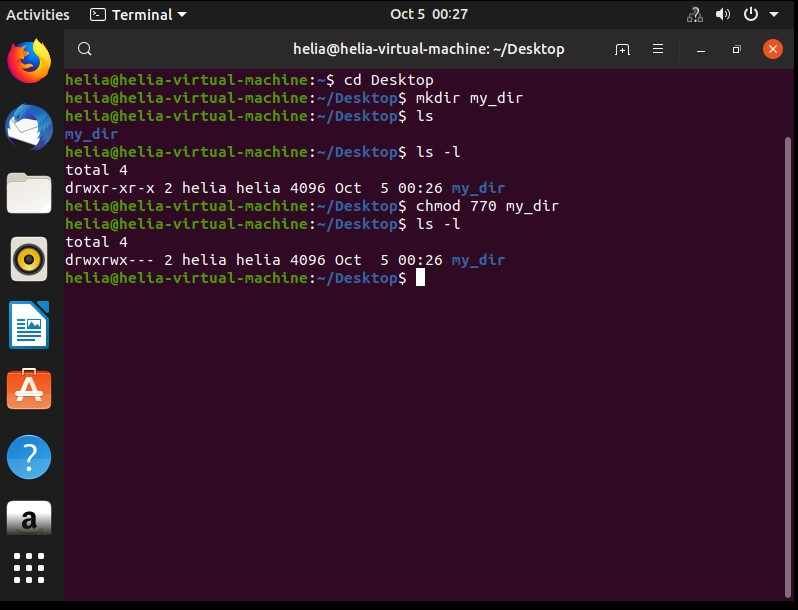 Activities Terminal Oct 5 00:27
helia@helia-virtual-machine: ~/Desktop
helia@helia-virtual-machine:~$ cd Desktop
helia@helia-virtual-machine:~/Desktop$ mkdir my_dir
helia@helia-virtual-machine:~/Desktop$ ls
my_dir
helia@helia-virtual-machine:~/Desktop$ ls -l
total 4
drwxr-xr-x 2 helia helia 4096 Oct  5 00:26 my_dir
helia@helia-virtual-machine:~/Desktop$ chmod 770 my_dir
helia@helia-virtual-machine:~/Desktop$ ls -l
total 4
drwxrwx--- 2 helia helia 4096 Oct  5 00:26 my_dir
helia@helia-virtual-machine:~/Desktop$